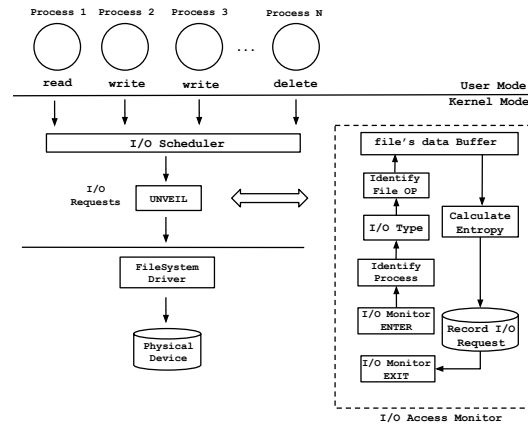 Process 1 Process 2 Process 3 Process N
...
read write write delete
User Mode
Kernel Mode
I/O Scheduler
I/O
Requests
UNVEIL
FileSystem
Driver
Physical
Device
file's data Buffer
Identify
File OP
I/O Type
Identify
Process
I/O Monitor
ENTER
Calculate
Entropy
Record I/O
Request
I/O Monitor
EXIT
I/O Access Monitor